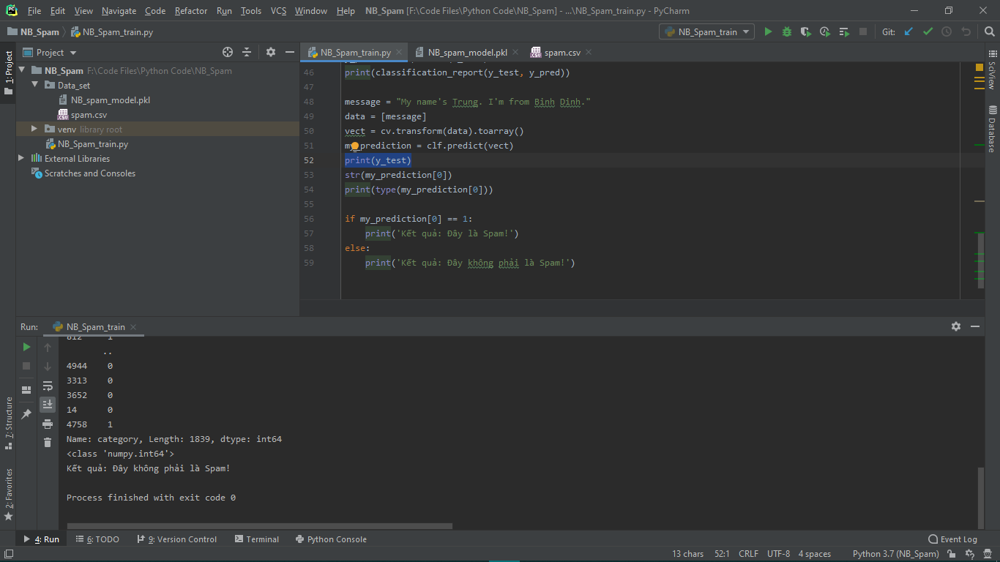 File Edit View Navigate Code Refactor Run Tools VCS Window Help NB_Spam [F:\Code Files\Python Code\NB_Spam] - ...\NB_Spam_train.py - PyCharm
NB_Spam NB_Spam_train.py NB_Spam_train Git:
1: Project
Project
NB_Spam F:\Code Files\Python Code\NB_Spam
Data_set
NB_spam_model.pkl
spam.csv
venv library root
NB_Spam_train.py
External Libraries
Scratches and Consoles
NB_Spam_train.py NB_spam_model.pkl spam.csv
46 print(classification_report(y_test, y_pred))
47
48 message = "My name's Trung. I'm from Binh Dinh."
49 data = [message]
50 vect = cv.transform(data).toarray()
51 my_prediction = clf.predict(vect)
52 print(y_test)
53 str(my_prediction[0])
54 print(type(my_prediction[0]))
55
56 if my_prediction[0] == 1:
57 print('Kết quả: Đây là Spam!')
58 else:
59 print('Kết quả: Đây không phải là Spam!')
SciView
Database
Run: NB_Spam_train
812 1
..
4944 0
3313 0
3652 0
14 0
4758 1
Name: category, Length: 1839, dtype: int64
<class 'numpy.int64'>
Kết quả: Đây không phải là Spam!
Process finished with exit code 0
7: Structure
2: Favorites
4: Run 6: TODO 9: Version Control Terminal Python Console Event Log
13 chars 52:1 CRLF UTF-8 4 spaces Python 3.7 (NB_Spam)